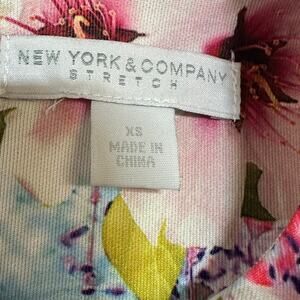 NEW YORK & COMPANY
STRETCH
XS
MADE IN
CHINA